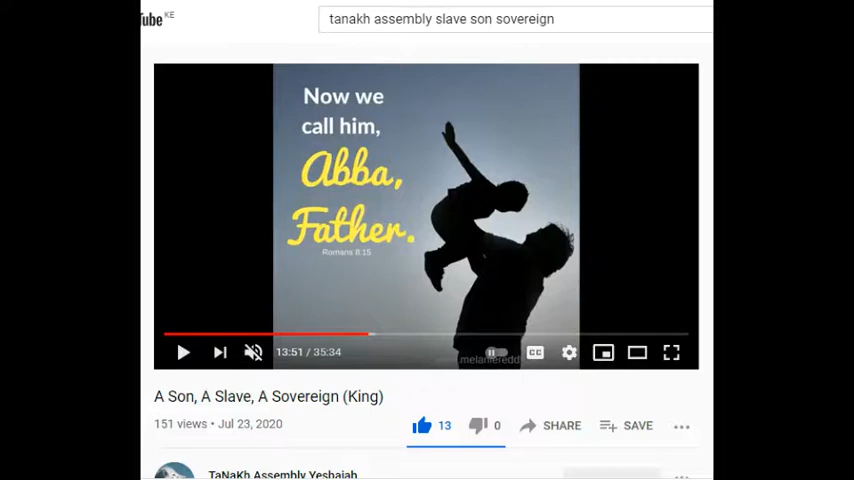 Tube KE
tanakh assembly slave son sovereign
Now we
call him,
Abba,
Father.
Romans 8:15
13:51 / 35:34
CC
melanieredd
A Son, A Slave, A Sovereign (King)
151 views • Jul 23, 2020
13
0
SHARE
SAVE
TaNaKh Assembly Yeshaiah